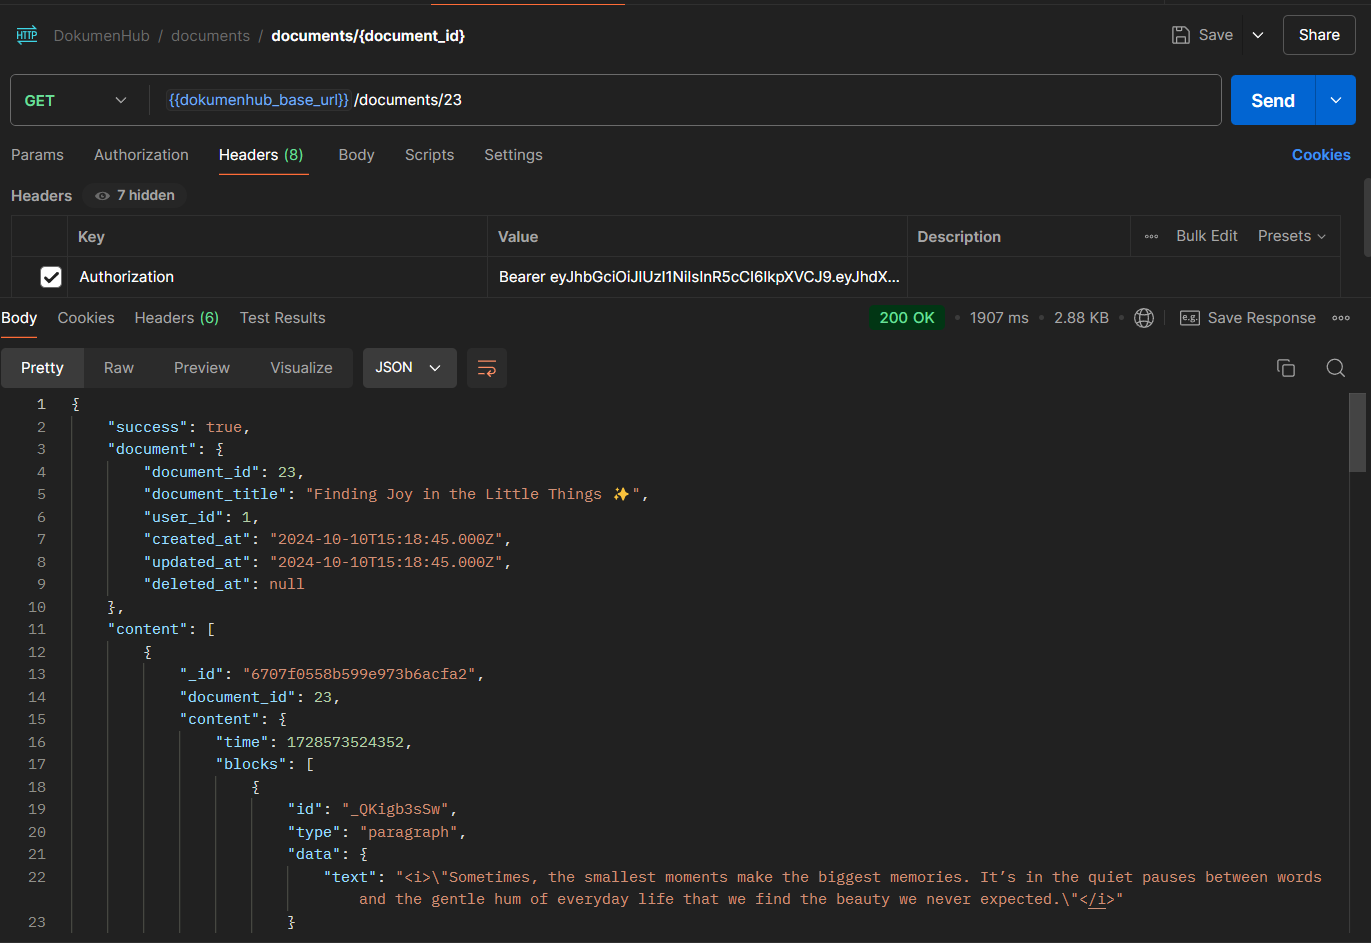 HTTP DokumenHub / documents / documents/{document_id} Save Share
GET {{dokumenhub_base_url}} /documents/23 Send
Params Authorization Headers (8) Body Scripts Settings Cookies
Headers 7 hidden
Key Value Description Bulk Edit Presets
Authorization Bearer eyJhbGciOiJIUzI1NiIsInR5cCI6IkpXVCJ9.eyJhdX...
Body Cookies Headers (6) Test Results 200 OK • 1907 ms • 2.88 KB • e.g. Save Response
Pretty Raw Preview Visualize JSON
1 {
2 "success": true,
3 "document": {
4 "document_id": 23,
5 "document_title": "Finding Joy in the Little Things ✨",
6 "user_id": 1,
7 "created_at": "2024-10-10T15:18:45.000Z",
8 "updated_at": "2024-10-10T15:18:45.000Z",
9 "deleted_at": null
10 },
11 "content": [
12 {
13 "_id": "6707f0558b599e973b6acfa2",
14 "document_id": 23,
15 "content": {
16 "time": 1728573524352,
17 "blocks": [
18 {
19 "id": "_QKigb3sSw",
20 "type": "paragraph",
21 "data": {
22 "text": "<i>\"Sometimes, the smallest moments make the biggest memories. It’s in the quiet pauses between words
and the gentle hum of everyday life that we find the beauty we never expected.\"</i>"
23 }